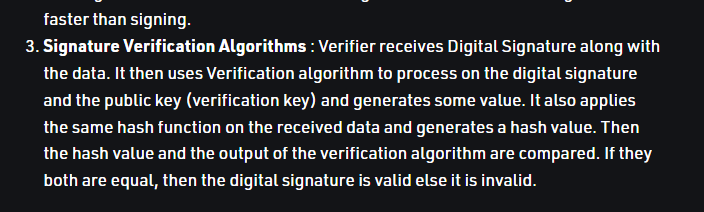 faster than signing.
3. Signature Verification Algorithms : Verifier receives Digital Signature along with
the data. It then uses Verification algorithm to process on the digital signature
and the public key (verification key) and generates some value. It also applies
the same hash function on the received data and generates a hash value. Then
the hash value and the output of the verification algorithm are compared. If they
both are equal, then the digital signature is valid else it is invalid.